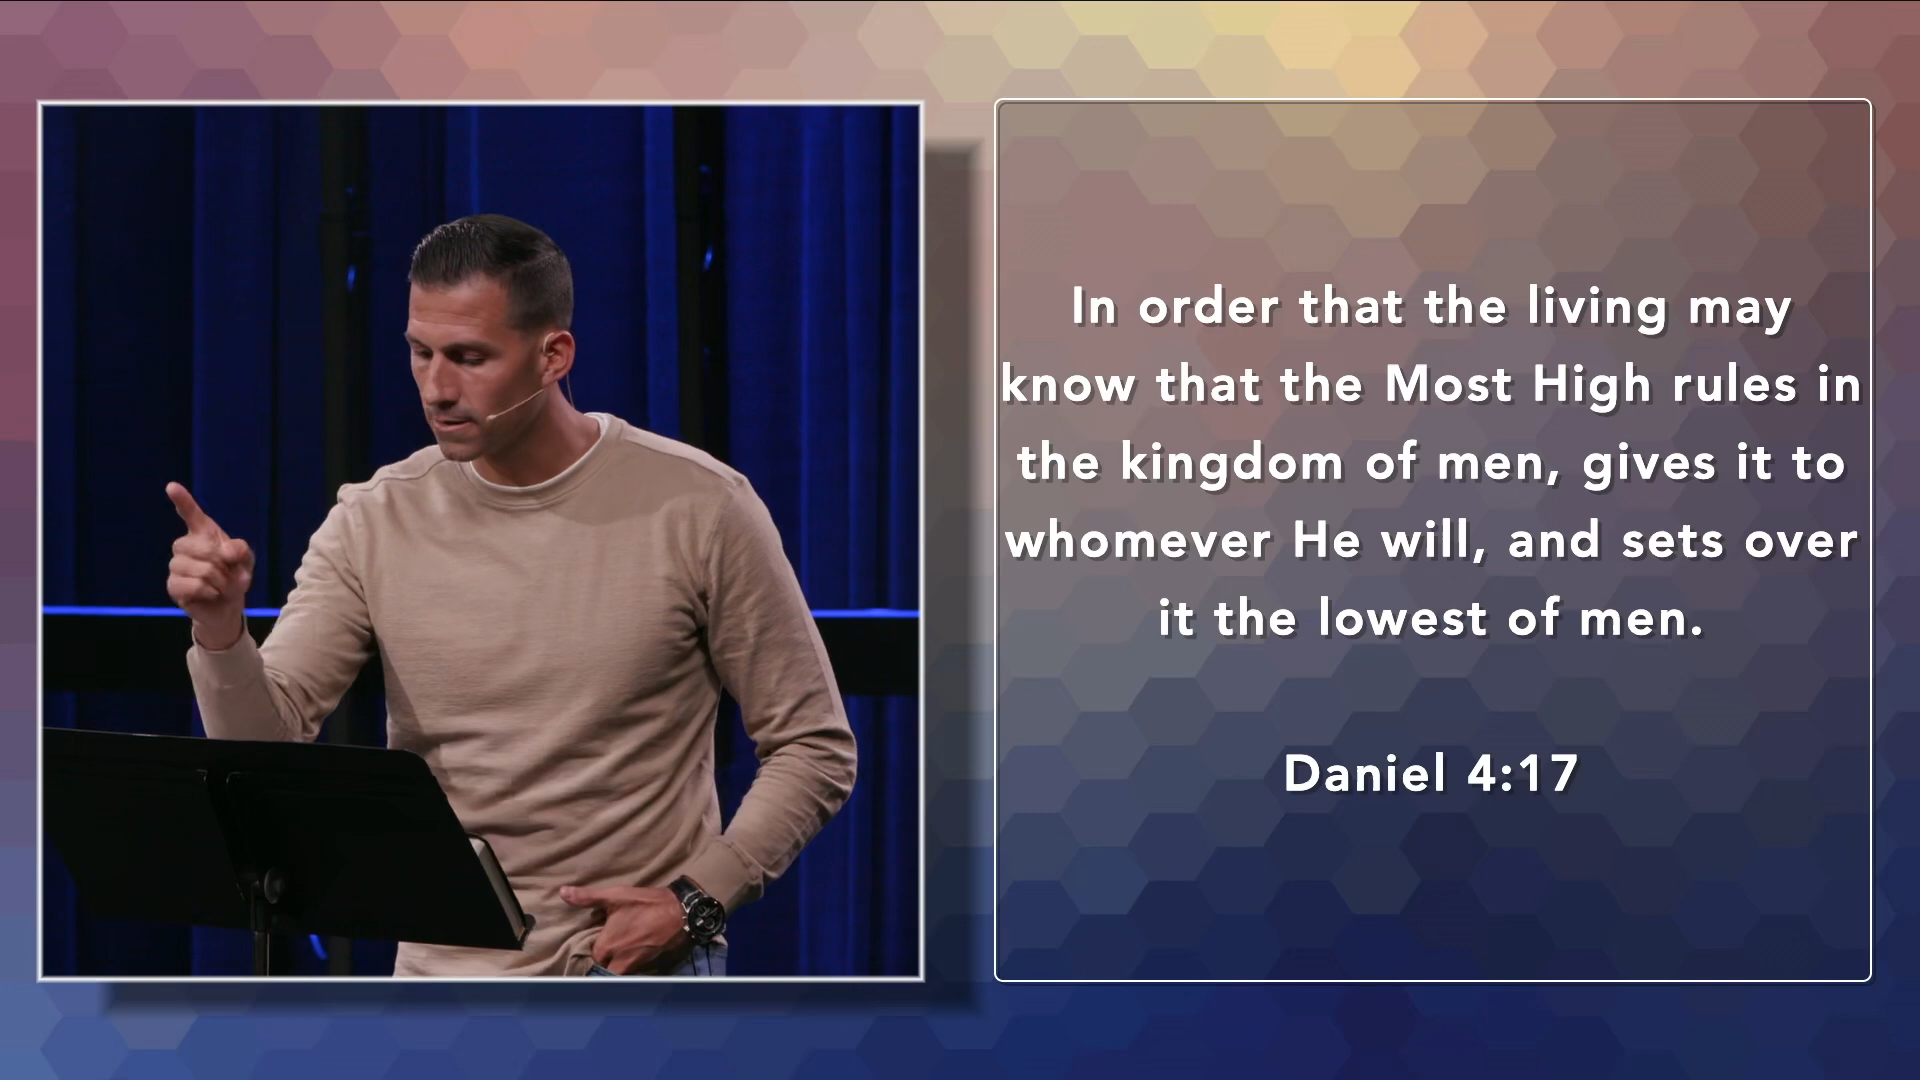 In order that the living may
know that the Most High rules in
the kingdom of men, gives it to
whomever He will, and sets over
it the lowest of men.
Daniel 4:17